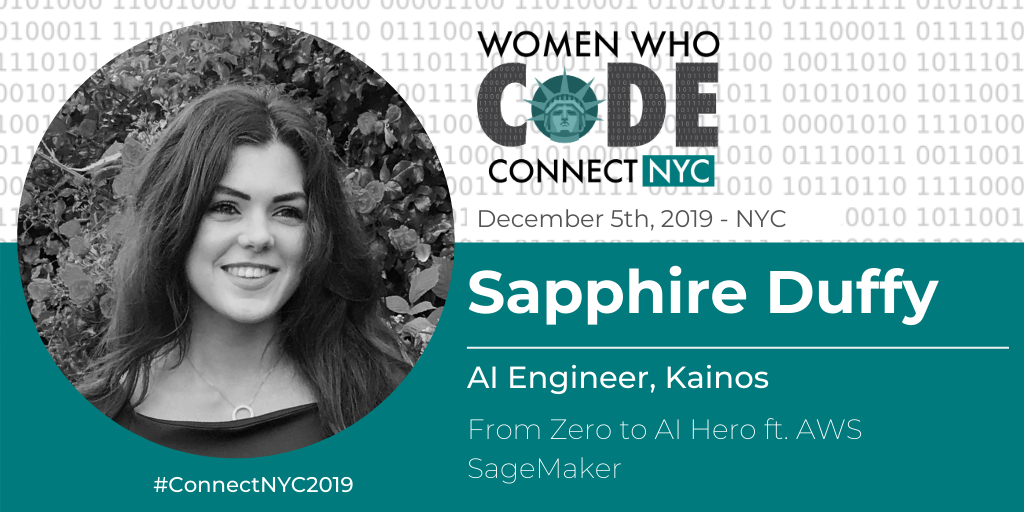 WOMEN WHO
CODE
CONNECT NYC
December 5th, 2019 - NYC
Sapphire Duffy
AI Engineer, Kainos
From Zero to AI Hero ft. AWS
SageMaker
#ConnectNYC2019